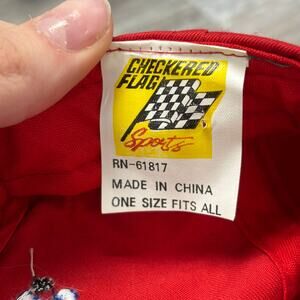 CHECKERED
FLAG
Sports
RN-61817
MADE IN CHINA
ONE SIZE FITS ALL